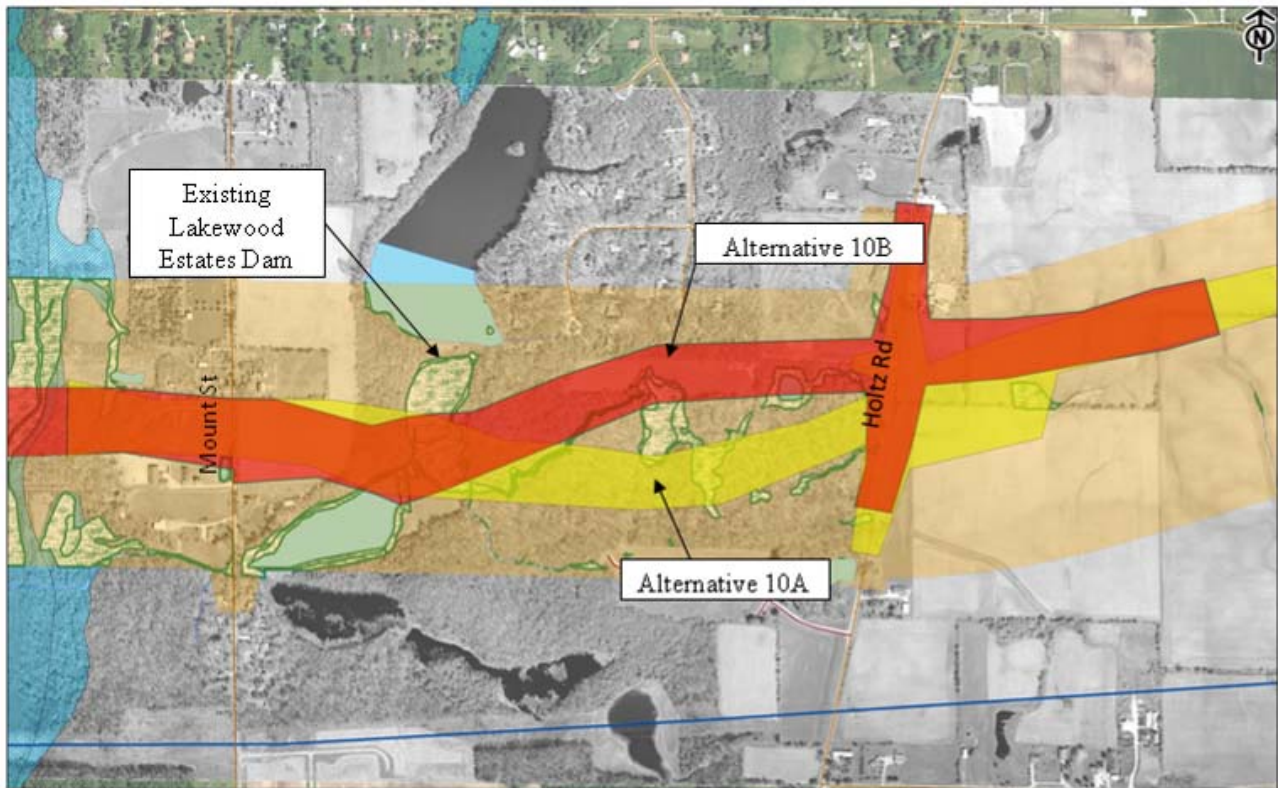 N
Existing
Lakewood
Estates Dam
Alternative 10B
Mount St
Holtz Rd
Alternative 10A